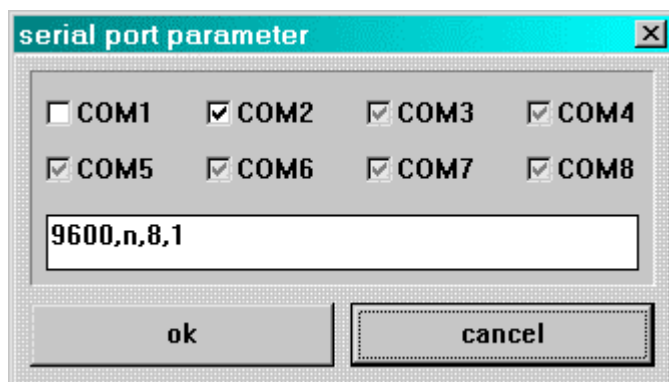 serial port parameter
COM1 COM2 COM3 COM4
COM5 COM6 COM7 COM8
9600,n,8,1
ok cancel